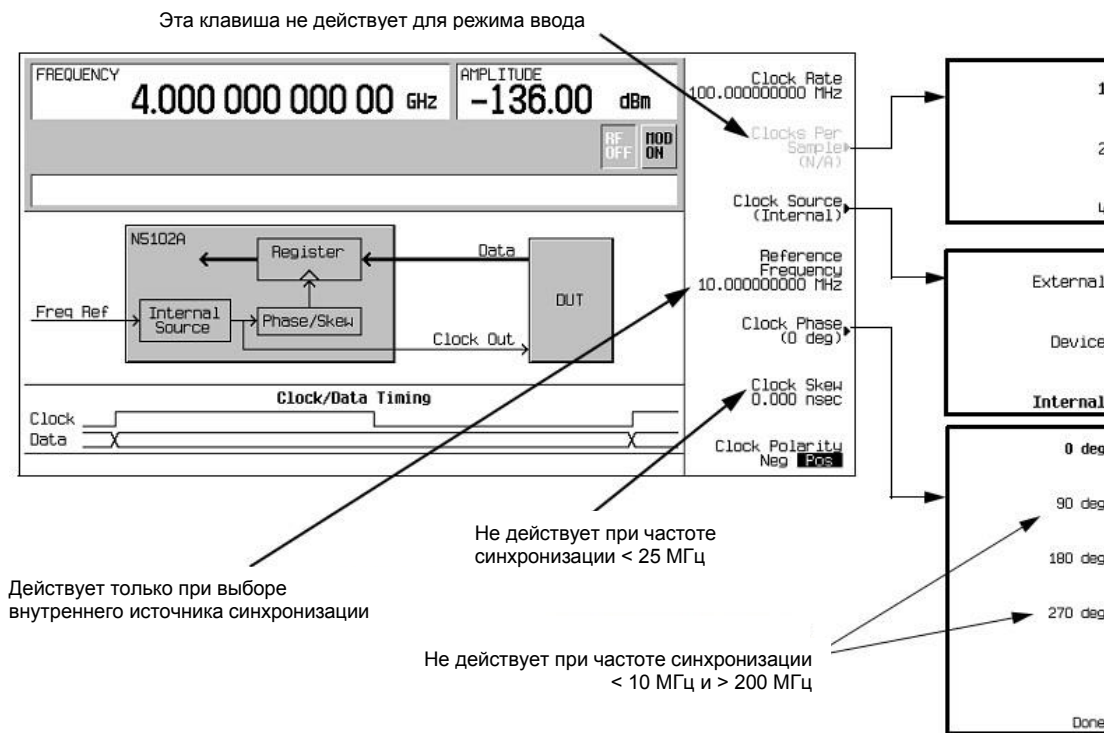 Эта клавиша не действует для режима ввода
FREQUENCY
4.000 000 000 00 GHz
AMPLITUDE
-136.00 dBm
RF OFF
MOD ON
Clock Rate
100.000000000 MHz
Clocks Per
Sample
(N/A)
Clock Source
(Internal)
Reference
Frequency
10.000000000 MHz
Clock Phase
(0 deg)
Clock Skew
0.000 nsec
Clock Polarity
Neg Pos
N5102A
Register
Data
Freq Ref
Internal
Source
Phase/Skew
Clock Out
DUT
Clock/Data Timing
Clock
Data
1
2
4
External
Device
Internal
0 deg
90 deg
180 deg
270 deg
Done
Не действует при частоте
синхронизации < 25 МГц
Действует только при выборе
внутреннего источника синхронизации
Не действует при частоте синхронизации
< 10 МГц и > 200 МГц